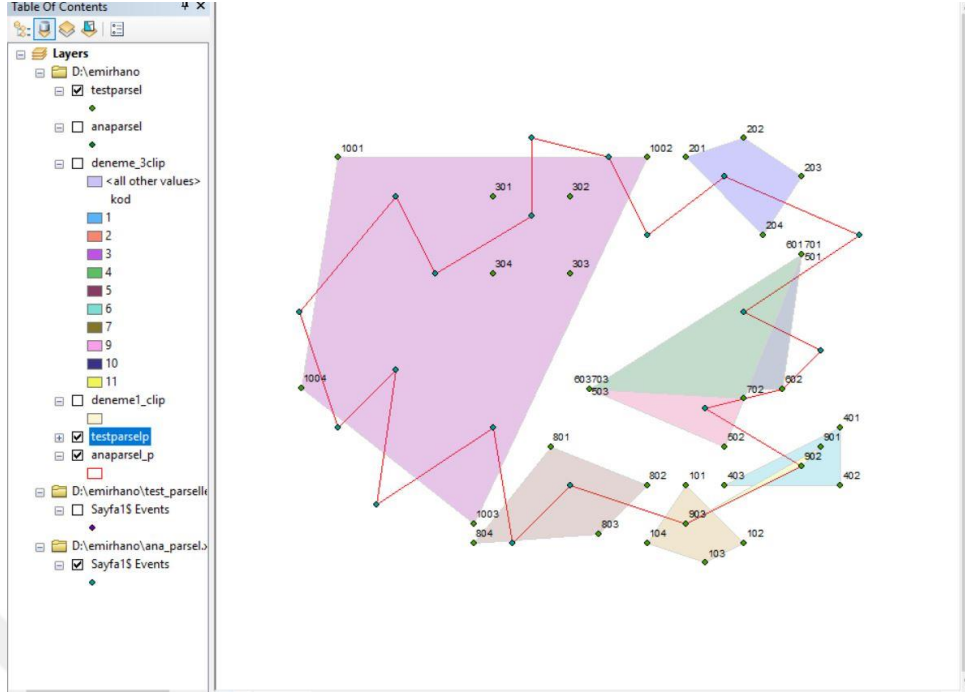 Table Of Contents
Layers
D:\emirhano
testparsel
anaparsel
deneme_3clip
<all other values>
kod
1
2
3
4
5
6
7
9
10
11
deneme1_clip
testparselp
anaparsel_p
D:\emirhano\test_parselle
Sayfa1$ Events
D:\emirhano\ana_parsel.x
Sayfa1$ Events
202
1001
1002
201
203
301
302
204
601701
501
304
303
1004
603703
503
702
602
401
502
801
901
902
802
101
403
402
1003
903
804
803
104
102
103